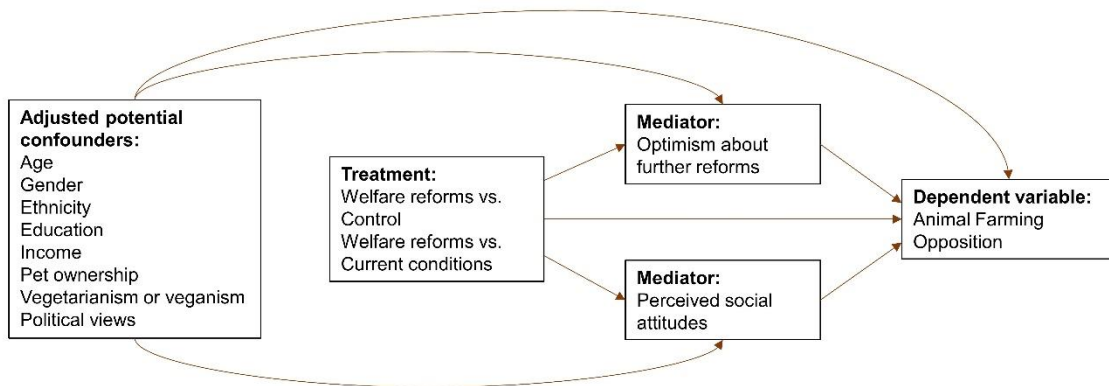 Adjusted potential
confounders:
Age
Gender
Ethnicity
Education
Income
Pet ownership
Vegetarianism or veganism
Political views
Treatment:
Welfare reforms vs.
Control
Welfare reforms vs.
Current conditions
Mediator:
Optimism about
further reforms
Mediator:
Perceived social
attitudes
Dependent variable:
Animal Farming
Opposition